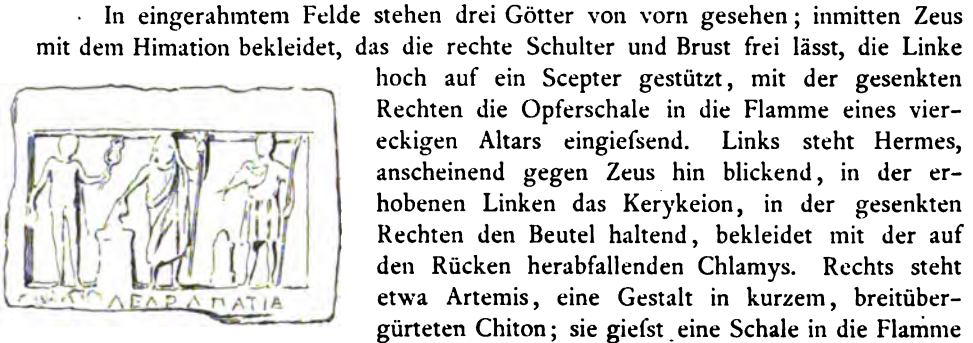 In eingerahmtem Felde stehen drei Götter von vorn gesehen; inmitten Zeus
mit dem Himation bekleidet, das die rechte Schulter und Brust frei lässt, die Linke
hoch auf ein Scepter gestützt, mit der gesenkten
Rechten die Opferschale in die Flamme eines vier-
eckigen Altars eingieſsend. Links steht Hermes,
anscheinend gegen Zeus hin blickend, in der er-
hobenen Linken das Kerykeion, in der gesenkten
Rechten den Beutel haltend, bekleidet mit der auf
den Rücken herabfallenden Chlamys. Rechts steht
etwa Artemis, eine Gestalt in kurzem, breitüber-
gürteten Chiton; sie gieſst eine Schale in die Flamme